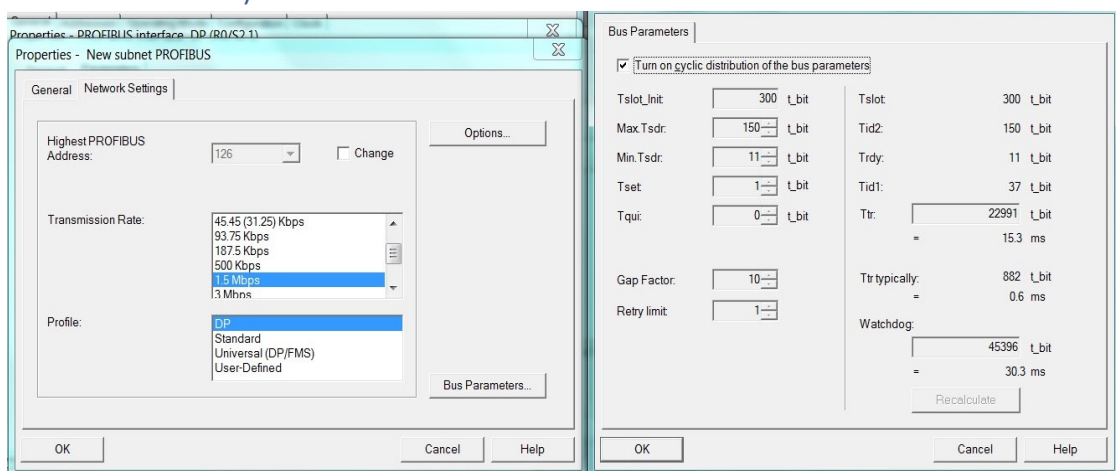 Properties - PROFIBUS interface DP (R0/S2.1)
Properties - New subnet PROFIBUS
General Network Settings
Highest PROFIBUS
Address:
126
Change
Options...
Transmission Rate:
45.45 (31.25) Kbps
93.75 Kbps
187.5 Kbps
500 Kbps
1.5 Mbps
3 Mbps
Profile:
DP
Standard
Universal (DP/FMS)
User-Defined
Bus Parameters...
OK Cancel Help
Bus Parameters
Turn on cyclic distribution of the bus parameters
Tslot_Init: 300 t_bit
Max.Tsdr: 150 t_bit
Min.Tsdr: 11 t_bit
Tset: 1 t_bit
Tqui: 0 t_bit
Gap Factor: 10
Retry limit: 1
Tslot: 300 t_bit
Tid2: 150 t_bit
Trdy: 11 t_bit
Tid1: 37 t_bit
Ttr: 22991 t_bit
= 15.3 ms
Ttr typically: 882 t_bit
= 0.6 ms
Watchdog:
45396 t_bit
= 30.3 ms
Recalculate
OK Cancel Help